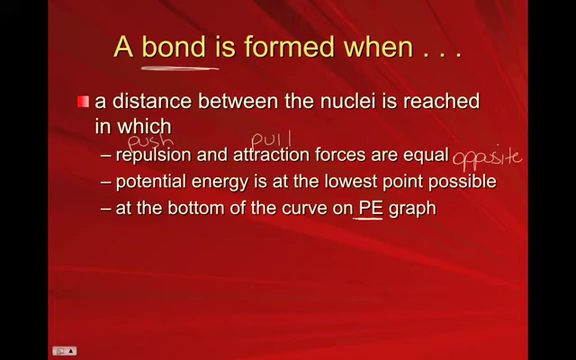 A bond is formed when . . .
a distance between the nuclei is reached
in which
push pull
– repulsion and attraction forces are equal opposite
– potential energy is at the lowest point possible
– at the bottom of the curve on PE graph